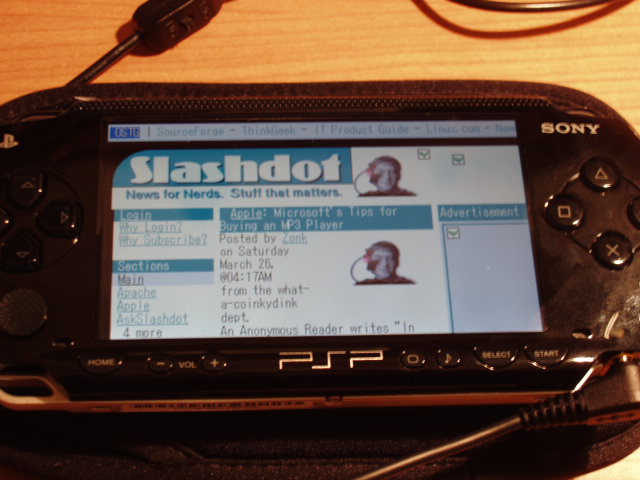 OSTG | SourceForge - ThinkGeek - IT Product Guide - Linux.com - New
SONY
Slashdot
News for Nerds. Stuff that matters.
Login
Why Login?
Why Subscribe?
Sections
Main
Apache
Apple
AskSlashdot
4 more
Apple: Microsoft's Tips for
Buying an MP3 Player
Posted by Zonk
on Saturday
March 26,
@04:17AM
from the what-
a-coinkydink
dept.
An Anonymous Reader writes "In
Advertisement
HOME
- VOL +
PSP
SELECT
START